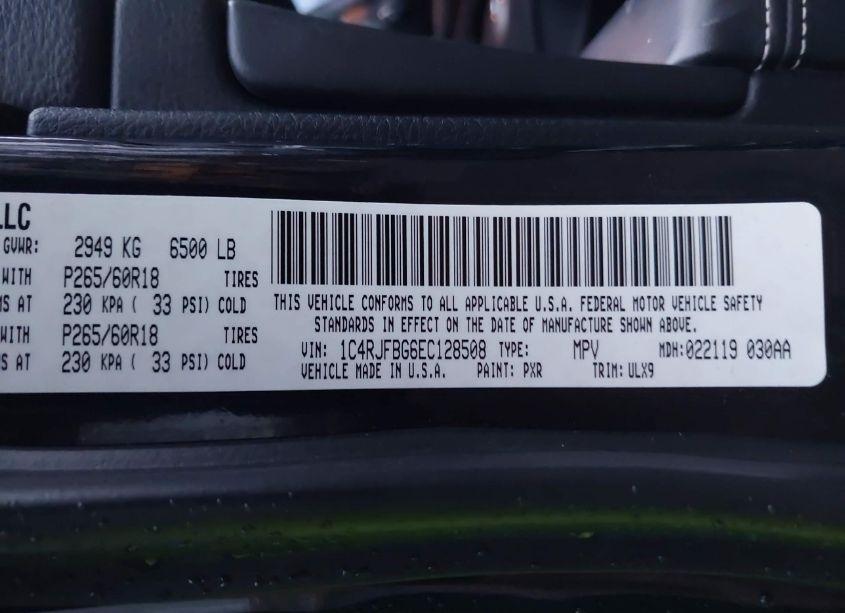 LLC
GVWR: 2949 KG 6500 LB
WITH P265/60R18 TIRES
AT 230 KPA ( 33 PSI) COLD
WITH P265/60R18 TIRES
AT 230 KPA ( 33 PSI) COLD
THIS VEHICLE CONFORMS TO ALL APPLICABLE U.S.A. FEDERAL MOTOR VEHICLE SAFETY
STANDARDS IN EFFECT ON THE DATE OF MANUFACTURE SHOWN ABOVE.
VIN: 1C4RJFBG6EC128508 TYPE: MPV MDH:022119 030AA
VEHICLE MADE IN U.S.A. PAINT: PXR TRIM: ULX9